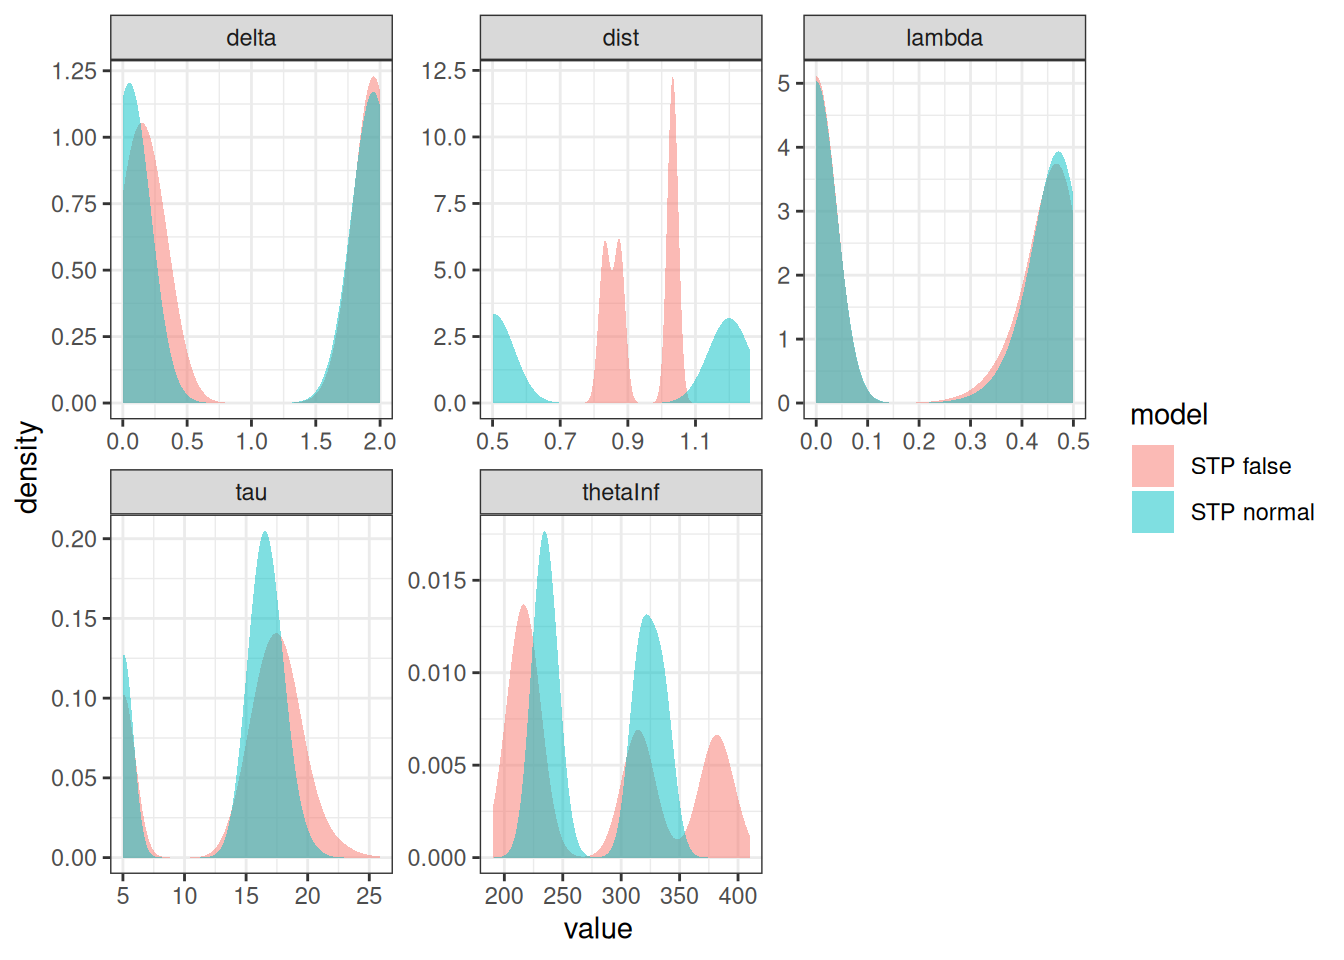 delta
dist
lambda
1.25
1.00
0.75
0.50
0.25
0.00
0.0 0.5 1.0 1.5 2.0
12.5
10.0
7.5
5.0
2.5
0.0
0.5 0.7 0.9 1.1
5
4
3
2
1
0
0.0 0.1 0.2 0.3 0.4 0.5
tau
thetaInf
0.20
0.15
0.10
0.05
0.00
5 10 15 20 25
0.015
0.010
0.005
0.000
200 250 300 350 400
density
value
model
STP false
STP normal